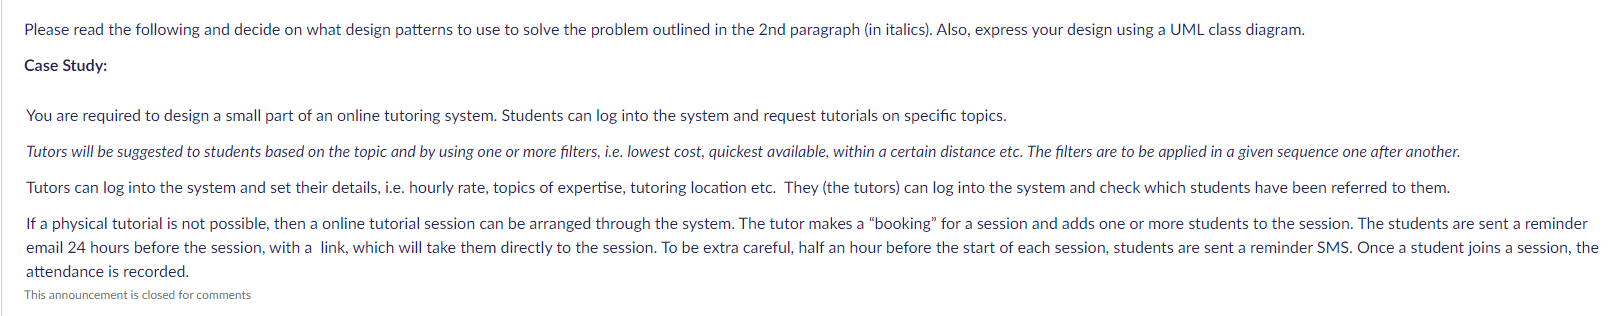 Please read the following and decide on what design patterns to use to solve the problem outlined in the 2nd paragraph (in italics). Also, express your design using a UML class diagram.
Case Study:
You are required to design a small part of an online tutoring system. Students can log into the system and request tutorials on specific topics.
Tutors will be suggested to students based on the topic and by using one or more filters, i.e. lowest cost, quickest available, within a certain distance etc. The filters are to be applied in a given sequence one after another.
Tutors can log into the system and set their details, i.e. hourly rate, topics of expertise, tutoring location etc.  They (the tutors) can log into the system and check which students have been referred to them.
If a physical tutorial is not possible, then a online tutorial session can be arranged through the system. The tutor makes a “booking” for a session and adds one or more students to the session. The students are sent a reminder
email 24 hours before the session, with a  link, which will take them directly to the session. To be extra careful, half an hour before the start of each session, students are sent a reminder SMS. Once a student joins a session, the
attendance is recorded.
This announcement is closed for comments